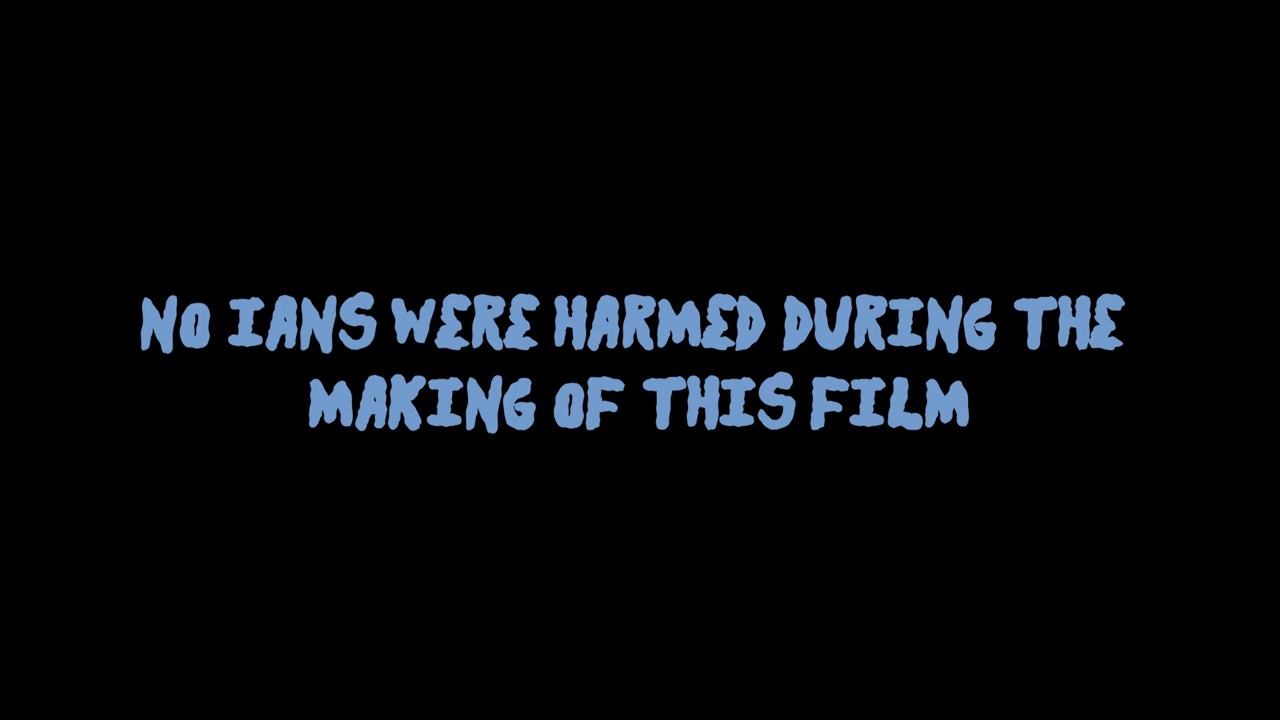 NO IANS WERE HARMED DURING THE
MAKING OF THIS FILM